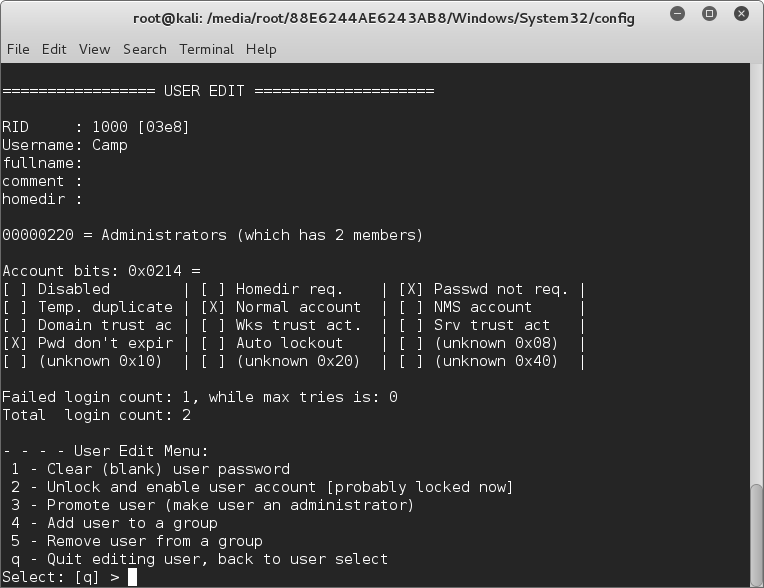 root@kali: /media/root/88E6244AE6243AB8/Windows/System32/config
File Edit View Search Terminal Help
================= USER EDIT ====================
RID     : 1000 [03e8]
Username: Camp
fullname:
comment :
homedir :
00000220 = Administrators (which has 2 members)
Account bits: 0x0214 =
[ ] Disabled        | [ ] Homedir req.    | [X] Passwd not req. |
[ ] Temp. duplicate | [X] Normal account  | [ ] NMS account     |
[ ] Domain trust ac | [ ] Wks trust act.  | [ ] Srv trust act   |
[X] Pwd don't expir | [ ] Auto lockout    | [ ] (unknown 0x08)  |
[ ] (unknown 0x10)  | [ ] (unknown 0x20)  | [ ] (unknown 0x40)  |
Failed login count: 1, while max tries is: 0
Total  login count: 2
- - - - User Edit Menu:
 1 - Clear (blank) user password
 2 - Unlock and enable user account [probably locked now]
 3 - Promote user (make user an administrator)
 4 - Add user to a group
 5 - Remove user from a group
 q - Quit editing user, back to user select
Select: [q] >